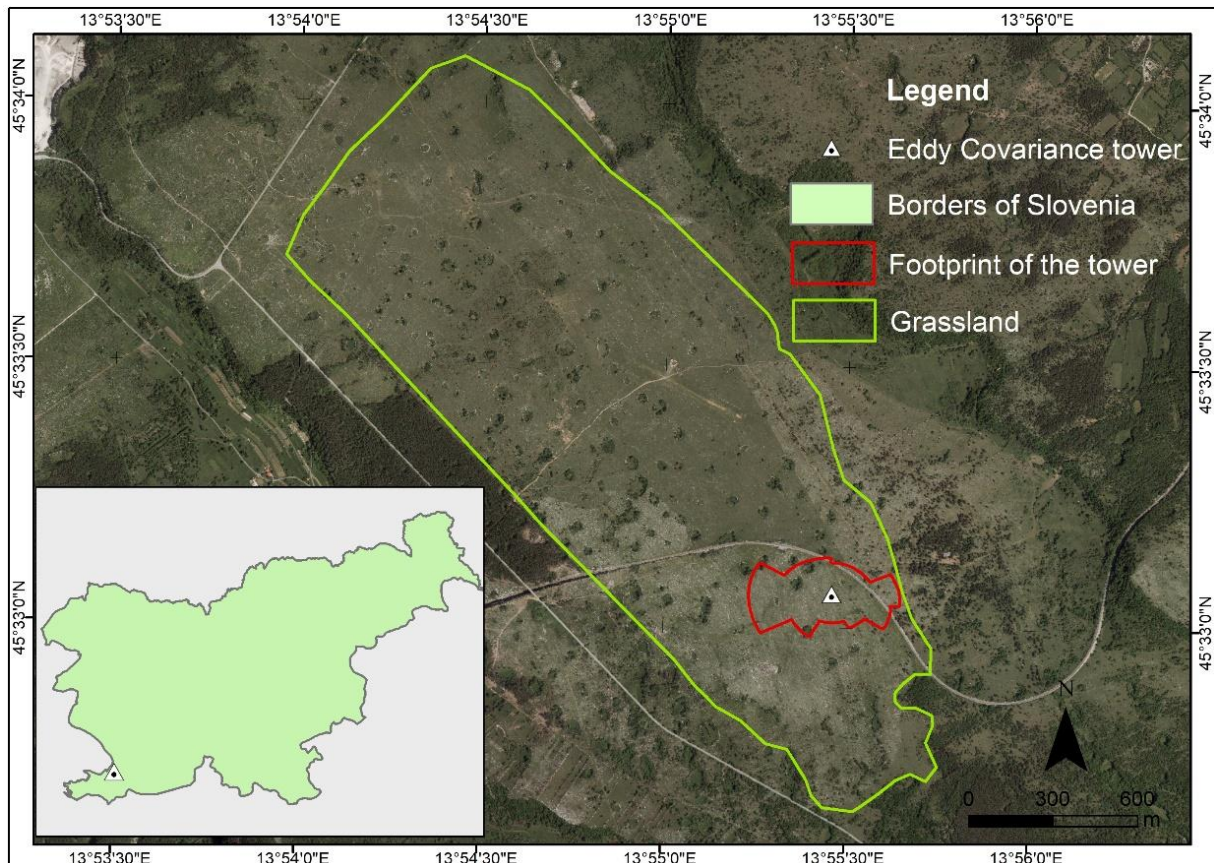 13°53'30"E 13°54'0"E 13°54'30"E 13°55'0"E 13°55'30"E 13°56'0"E
45°34'0"N
45°34'0"N
Legend
Eddy Covariance tower
Borders of Slovenia
Footprint of the tower
Grassland
45°33'30"N
45°33'30"N
45°33'0"N
45°33'0"N
N
0 300 600
m
13°53'30"E 13°54'0"E 13°54'30"E 13°55'0"E 13°55'30"E 13°56'0"E